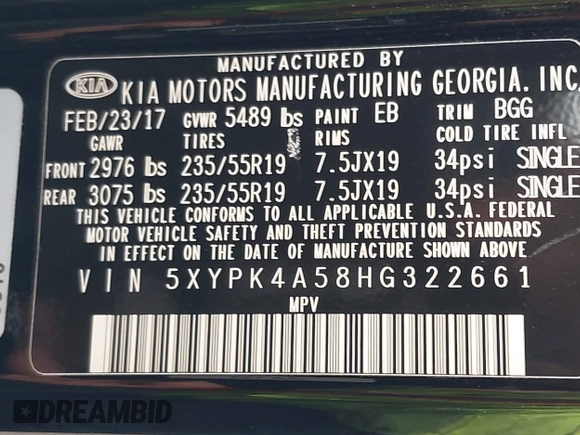 MANUFACTURED BY
KIA KIA MOTORS MANUFACTURING GEORGIA. INC.
FEB/23/17 GVWR 5489 lbs PAINT EB TRIM BGG
GAWR TIRES RIMS COLD TIRE INFL
FRONT 2976 lbs 235/55R19 7.5JX19 34psi SINGLE
REAR 3075 lbs 235/55R19 7.5JX19 34psi SINGLE
THIS VEHICLE CONFORMS TO ALL APPLICABLE U.S.A. FEDERAL
MOTOR VEHICLE SAFETY AND THEFT PREVENTION STANDARDS
IN EFFECT ON THE DATE OF MANUFACTURE SHOWN ABOVE.
VIN 5XYPK4A58HG322661
MPV
DREAMBID